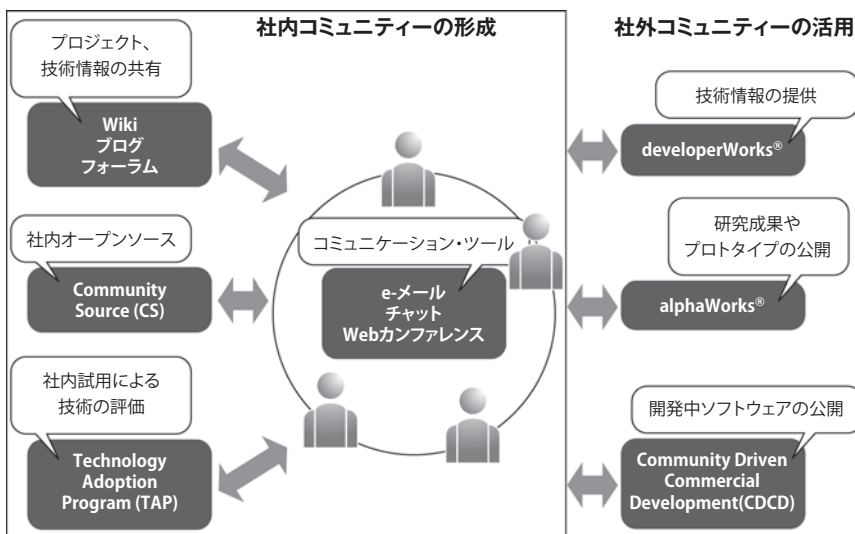 社内コミュニティーの形成
プロジェクト、
技術情報の共有
Wiki
ブログ
フォーラム
社内オープンソース
Community
Source (CS)
社内試用による
技術の評価
Technology
Adoption
Program (TAP)
コミュニケーション・ツール
e-メール
チャット
Webカンファレンス
社外コミュニティーの活用
技術情報の提供
developerWorks®
研究成果や
プロトタイプの公開
alphaWorks®
開発中ソフトウェアの公開
Community Driven
Commercial
Development(CDCD)